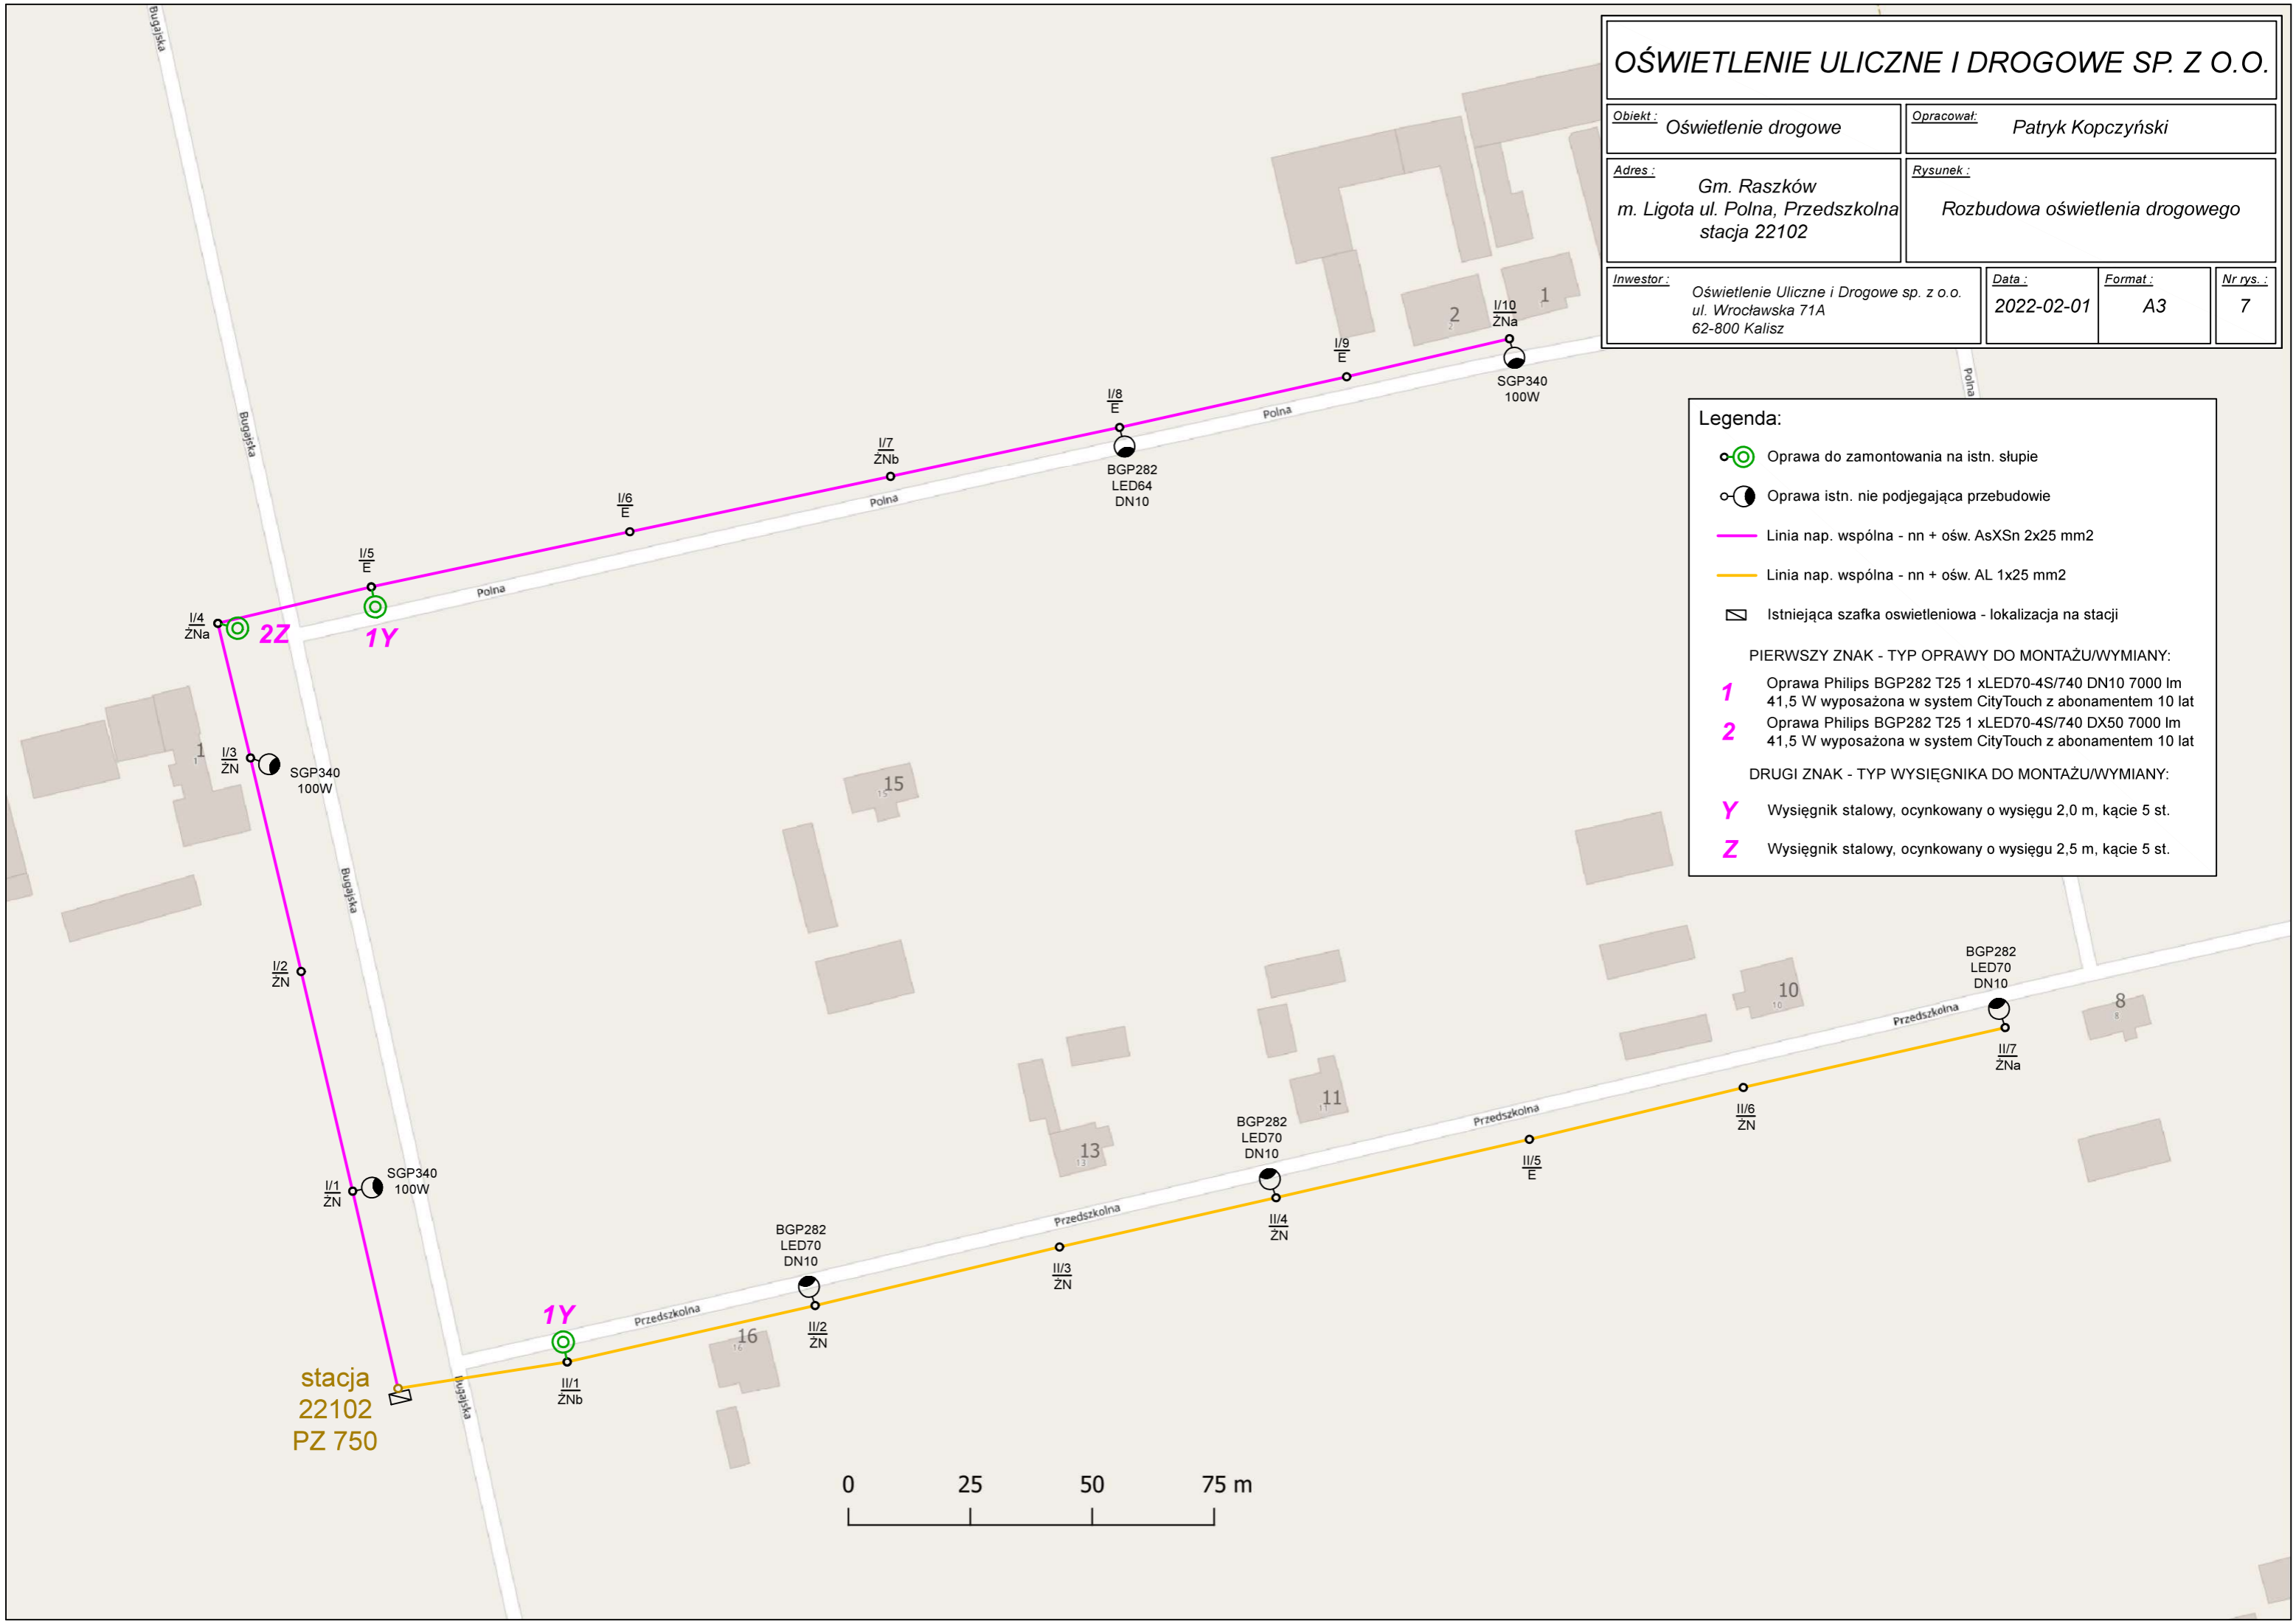 OŚWIETLENIE ULICZNE I DROGOWE SP. Z O.O.
Obiekt :
Oświetlenie drogowe
Opracował:
Patryk Kopczyński
Adres :
Gm. Raszków
m. Ligota ul. Polna, Przedszkolna
stacja 22102
Rysunek :
Rozbudowa oświetlenia drogowego
Inwestor :
Oświetlenie Uliczne i Drogowe sp. z o.o.
ul. Wrocławska 71A
62-800 Kalisz
Data :
2022-02-01
Format :
A3
Nr rys. :
7
Legenda:
Oprawa do zamontowania na istn. słupie
Oprawa istn. nie podjegająca przebudowie
Linia nap. wspólna - nn + ośw. AsXSn 2x25 mm2
Linia nap. wspólna - nn + ośw. AL 1x25 mm2
Istniejąca szafka oswietleniowa - lokalizacja na stacji
PIERWSZY ZNAK - TYP OPRAWY DO MONTAŻU/WYMIANY:
1
Oprawa Philips BGP282 T25 1 xLED70-4S/740 DN10 7000 lm
41,5 W wyposażona w system CityTouch z abonamentem 10 lat
2
Oprawa Philips BGP282 T25 1 xLED70-4S/740 DX50 7000 lm
41,5 W wyposażona w system CityTouch z abonamentem 10 lat
DRUGI ZNAK - TYP WYSIĘGNIKA DO MONTAŻU/WYMIANY:
Y Wysięgnik stalowy, ocynkowany o wysięgu 2,0 m, kącie 5 st.
Z Wysięgnik stalowy, ocynkowany o wysięgu 2,5 m, kącie 5 st.
Bugajska
Bugajska
Bugajska
Bugajska
Polna
Polna
Polna
Polna
Przedszkolna
Przedszkolna
Przedszkolna
Przedszkolna
I/10
ŻNa
SGP340
100W
I/9
E
I/8
E
BGP282
LED64
DN10
I/7
ŻNb
I/6
E
I/5
E
1Y
I/4
ŻNa
2Z
I/3
ŻN
SGP340
100W
I/2
ŻN
I/1
ŻN
SGP340
100W
stacja
22102
PZ 750
1Y
II/1
ŻNb
BGP282
LED70
DN10
II/2
ŻN
II/3
ŻN
BGP282
LED70
DN10
II/4
ŻN
II/5
E
II/6
ŻN
BGP282
LED70
DN10
II/7
ŻNa
2
2
1
1
1
15
15
16
16
13
13
11
11
10
10
8
8
0 25 50 75 m